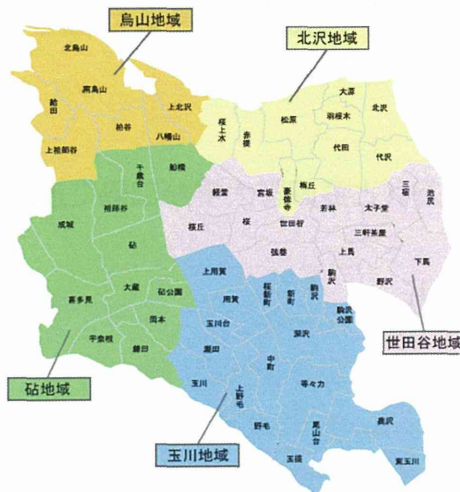 烏山地域
北沢地域
北烏山
南烏山
給田
上北沢
粕谷
八幡山
上祖師谷
大原
北沢
桜上水
赤堤
松原
羽根木
代田
代沢
梅丘
豪徳寺
船橋
千歳台
祖師谷
成城
砧
大蔵
砧公園
喜多見
岡本
宇奈根
鎌田
経堂
宮坂
桜丘
桜
世田谷
若林
太子堂
三宿
池尻
三軒茶屋
弦巻
上馬
駒沢
野沢
下馬
世田谷地域
上用賀
用賀
桜新町
新町
駒沢
駒沢
公園
玉川台
深沢
瀬田
中町
玉川
上野毛
等々力
野毛
尾山台
奥沢
玉堤
東玉川
砧地域
玉川地域